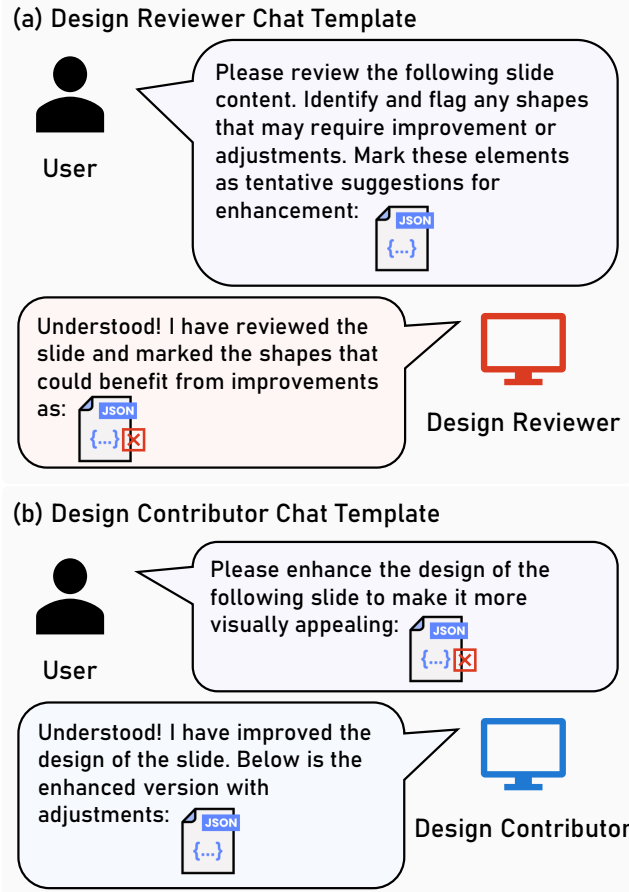 (a) Design Reviewer Chat Template
Please review the following slide
content. Identify and flag any shapes
that may require improvement or
adjustments. Mark these elements
as tentative suggestions for
enhancement:
JSON
{...}
User
Understood! I have reviewed the
slide and marked the shapes that
could benefit from improvements
as:
JSON
{...}
Design Reviewer
(b) Design Contributor Chat Template
Please enhance the design of the
following slide to make it more
visually appealing:
JSON
{...}
User
Understood! I have improved the
design of the slide. Below is the
enhanced version with
adjustments:
JSON
{...}
Design Contributor